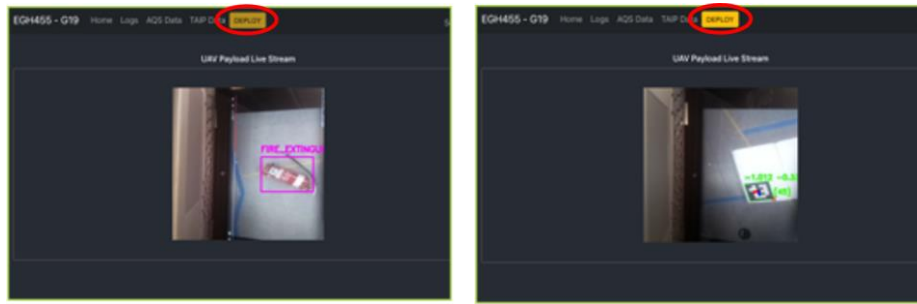 EGH455 - G19 Home Logs AQS Data TAIP Data DEPLOY
UAV Payload Live Stream
FIRE_EXTINGU
EGH455 - G19 Home Logs AQS Data TAIP Data DEPLOY
UAV Payload Live Stream